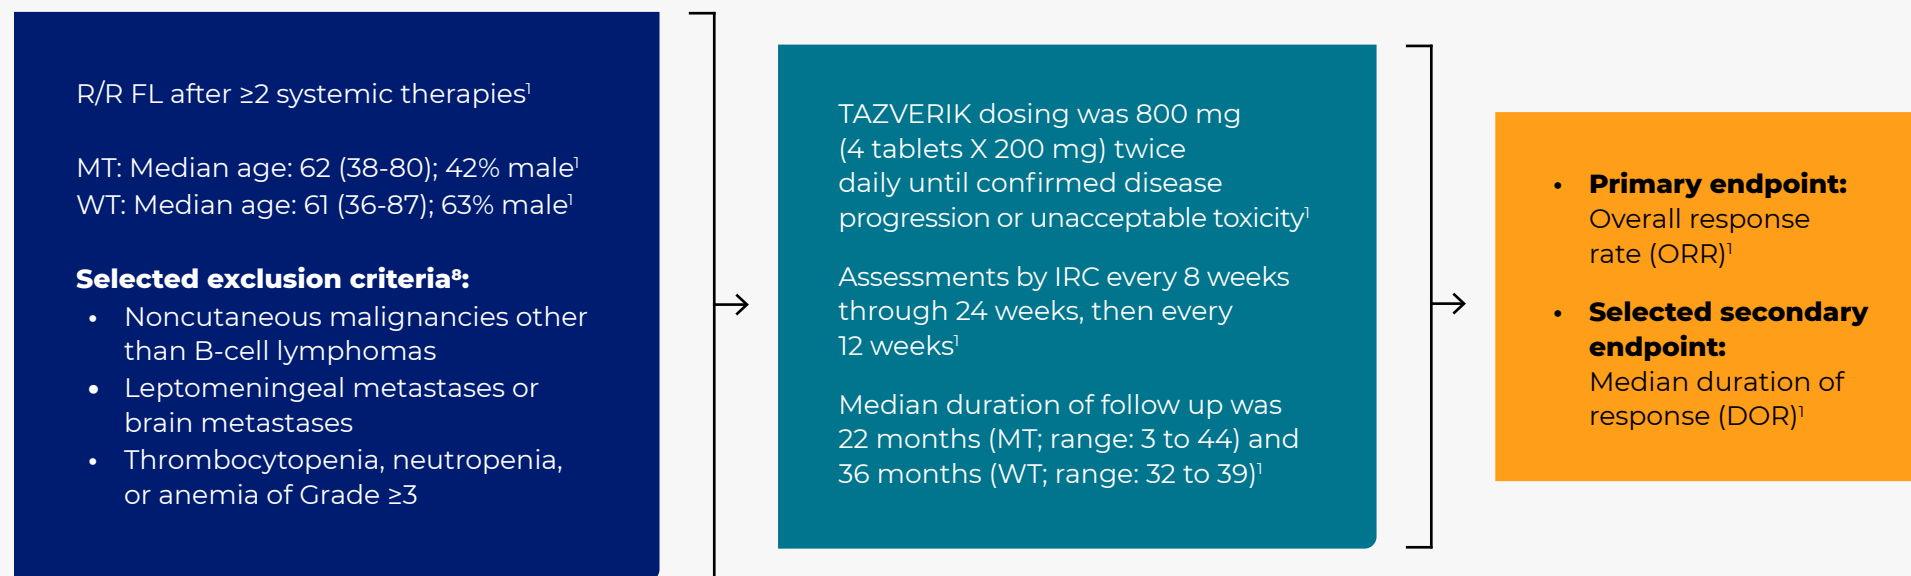 R/R FL after ≥2 systemic therapies¹
MT: Median age: 62 (38-80); 42% male¹
WT: Median age: 61 (36-87); 63% male¹
Selected exclusion criteria⁸:
• Noncutaneous malignancies other
than B-cell lymphomas
• Leptomeningeal metastases or
brain metastases
• Thrombocytopenia, neutropenia,
or anemia of Grade ≥3
TAZVERIK dosing was 800 mg
(4 tablets X 200 mg) twice
daily until confirmed disease
progression or unacceptable toxicity¹
Assessments by IRC every 8 weeks
through 24 weeks, then every
12 weeks¹
Median duration of follow up was
22 months (MT; range: 3 to 44) and
36 months (WT; range: 32 to 39)¹
• Primary endpoint:
Overall response
rate (ORR)¹
• Selected secondary
endpoint:
Median duration of
response (DOR)¹